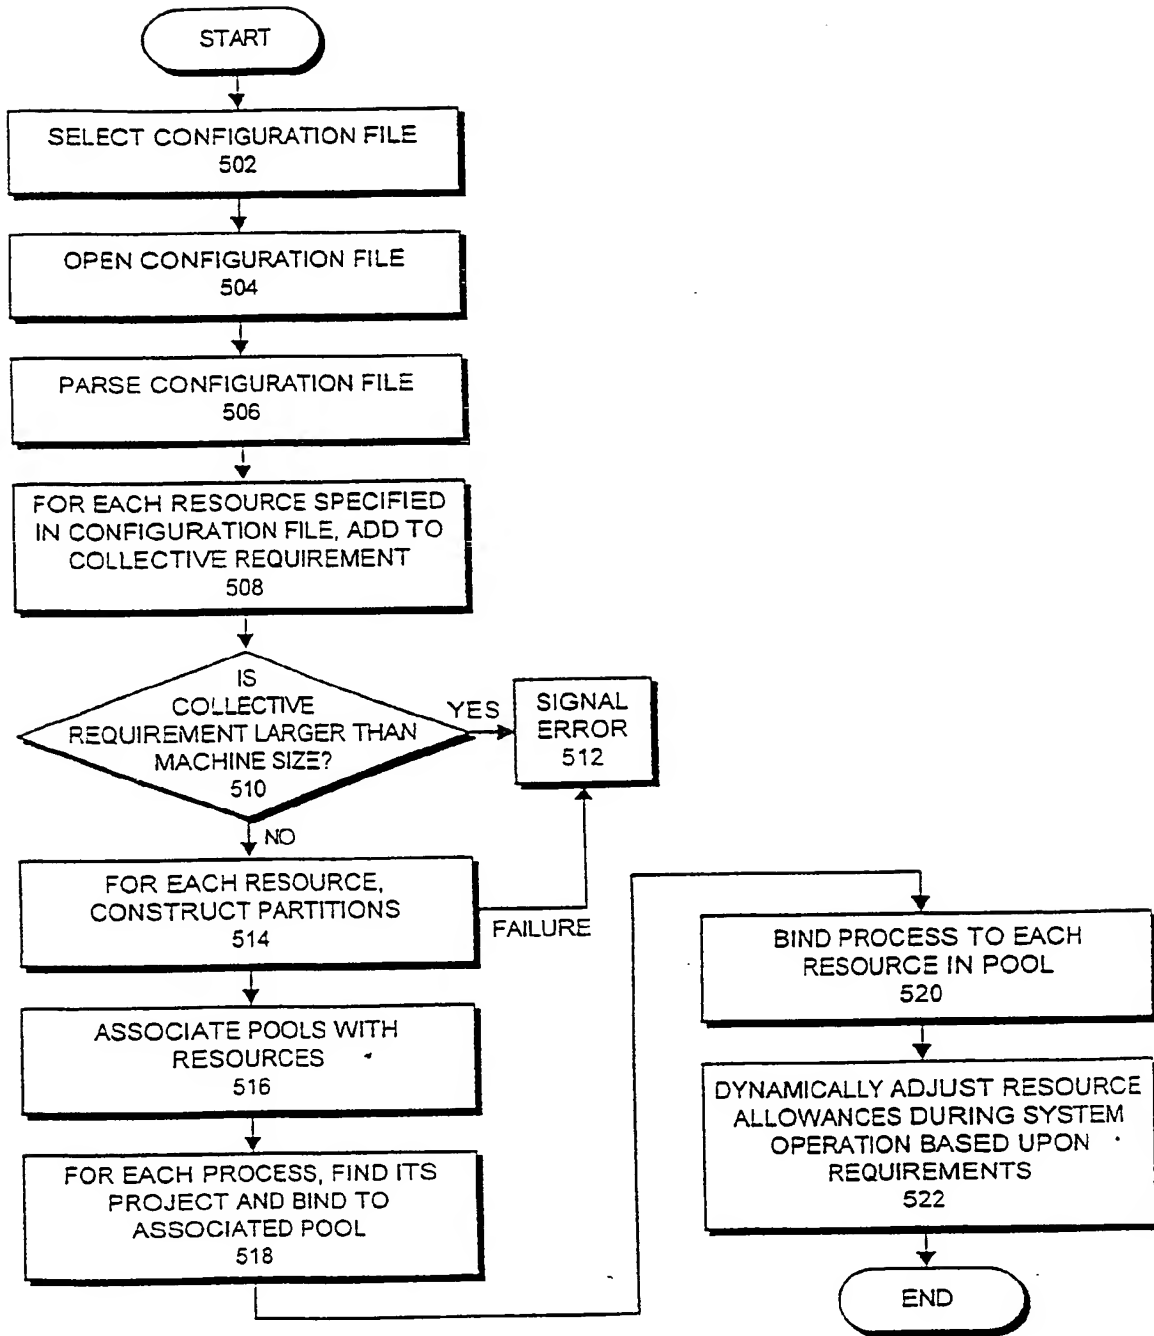 START
SELECT CONFIGURATION FILE
502
OPEN CONFIGURATION FILE
504
PARSE CONFIGURATION FILE
506
FOR EACH RESOURCE SPECIFIED
IN CONFIGURATION FILE, ADD TO
COLLECTIVE REQUIREMENT
508
IS
COLLECTIVE
REQUIREMENT LARGER THAN
MACHINE SIZE?
510
YES
SIGNAL
ERROR
512
NO
FOR EACH RESOURCE,
CONSTRUCT PARTITIONS
514
FAILURE
ASSOCIATE POOLS WITH
RESOURCES
516
FOR EACH PROCESS, FIND ITS
PROJECT AND BIND TO
ASSOCIATED POOL
518
BIND PROCESS TO EACH
RESOURCE IN POOL
520
DYNAMICALLY ADJUST RESOURCE
ALLOWANCES DURING SYSTEM
OPERATION BASED UPON
REQUIREMENTS
522
END